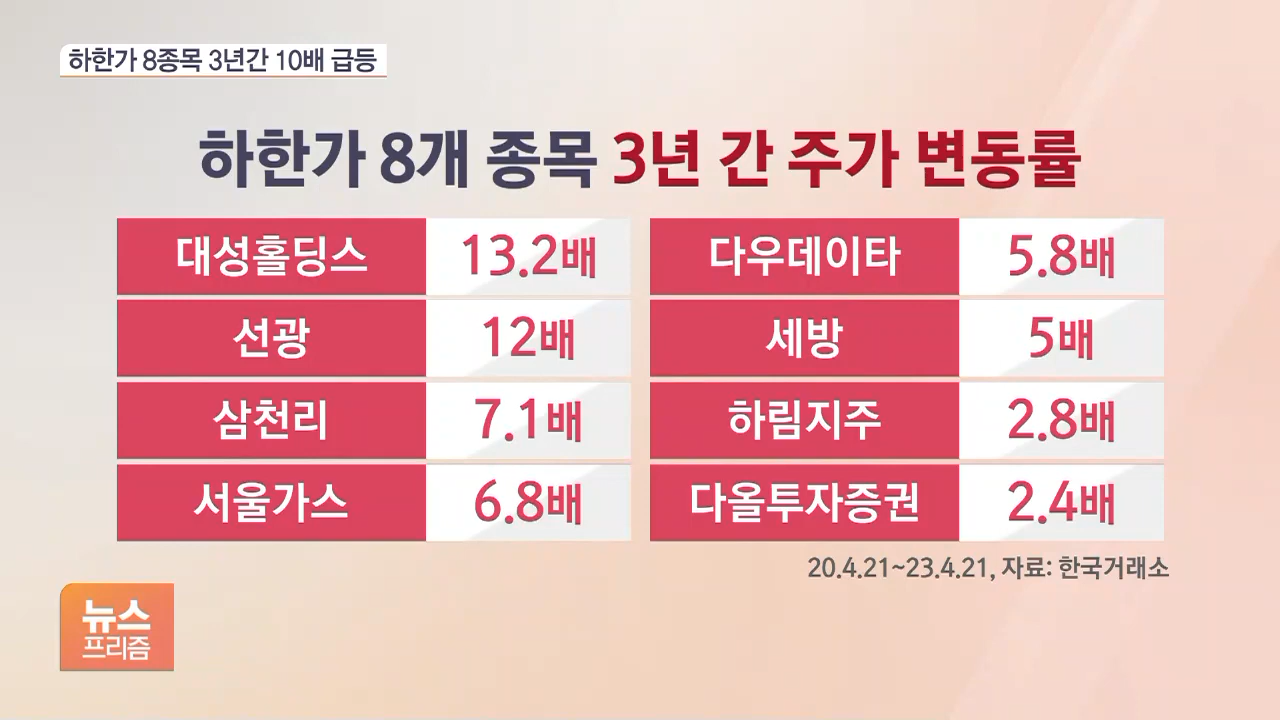 하한가 8종목 3년간 10배 급등
하한가 8개 종목 3년 간 주가 변동률
대성홀딩스 13.2배 다우데이타 5.8배
선광 12배 세방 5배
삼천리 7.1배 하림지주 2.8배
서울가스 6.8배 다올투자증권 2.4배
20.4.21~23.4.21, 자료: 한국거래소
뉴스
프리즘